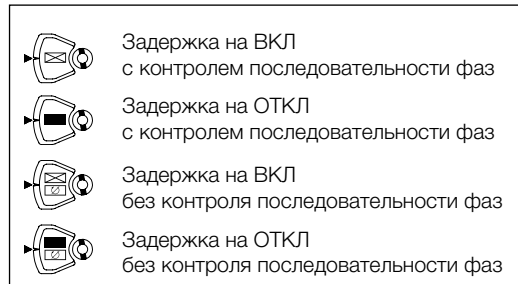 Задержка на ВКЛ
с контролем последовательности фаз
Задержка на ОТКЛ
с контролем последовательности фаз
Задержка на ВКЛ
без контроля последовательности фаз
Задержка на ОТКЛ
без контроля последовательности фаз